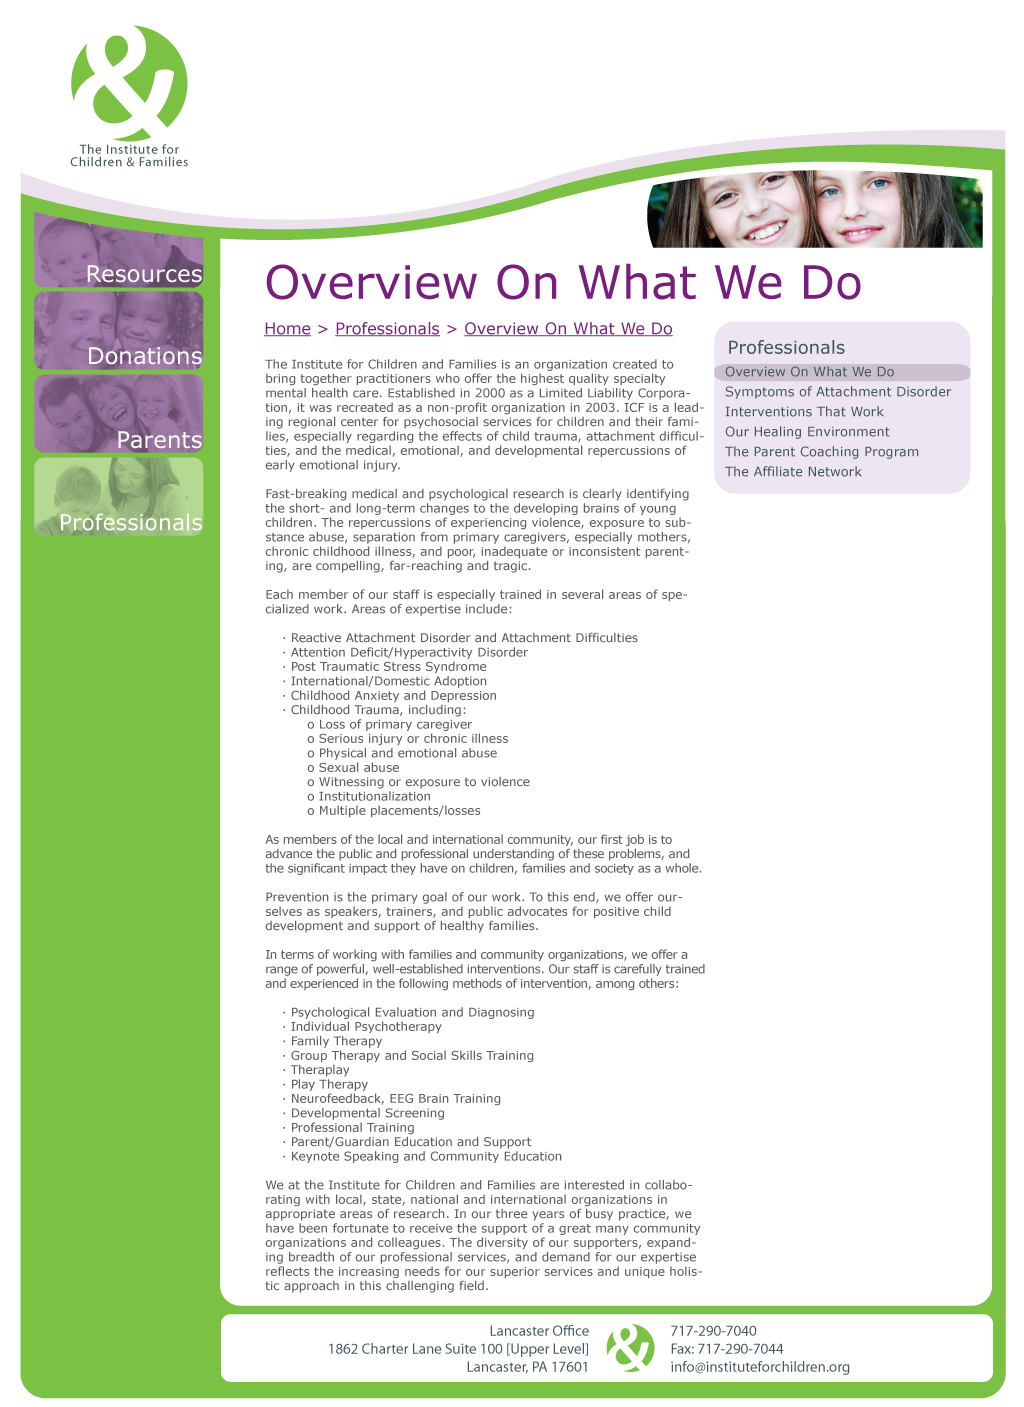 The Institute for
Children & Families
Resources
Donations
Parents
Professionals
Overview On What We Do
Home > Professionals > Overview On What We Do
The Institute for Children and Families is an organization created to
bring together practitioners who offer the highest quality specialty
mental health care. Established in 2000 as a Limited Liability Corpora-
tion, it was recreated as a non-profit organization in 2003. ICF is a lead-
ing regional center for psychosocial services for children and their fami-
lies, especially regarding the effects of child trauma, attachment difficul-
ties, and the medical, emotional, and developmental repercussions of
early emotional injury.
Fast-breaking medical and psychological research is clearly identifying
the short- and long-term changes to the developing brains of young
children. The repercussions of experiencing violence, exposure to sub-
stance abuse, separation from primary caregivers, especially mothers,
chronic childhood illness, and poor, inadequate or inconsistent parent-
ing, are compelling, far-reaching and tragic.
Each member of our staff is especially trained in several areas of spe-
cialized work. Areas of expertise include:
· Reactive Attachment Disorder and Attachment Difficulties
· Attention Deficit/Hyperactivity Disorder
· Post Traumatic Stress Syndrome
· International/Domestic Adoption
· Childhood Anxiety and Depression
· Childhood Trauma, including:
o Loss of primary caregiver
o Serious injury or chronic illness
o Physical and emotional abuse
o Sexual abuse
o Witnessing or exposure to violence
o Institutionalization
o Multiple placements/losses
As members of the local and international community, our first job is to
advance the public and professional understanding of these problems, and
the significant impact they have on children, families and society as a whole.
Prevention is the primary goal of our work. To this end, we offer our-
selves as speakers, trainers, and public advocates for positive child
development and support of healthy families.
In terms of working with families and community organizations, we offer a
range of powerful, well-established interventions. Our staff is carefully trained
and experienced in the following methods of intervention, among others:
· Psychological Evaluation and Diagnosing
· Individual Psychotherapy
· Family Therapy
· Group Therapy and Social Skills Training
· Theraplay
· Play Therapy
· Neurofeedback, EEG Brain Training
· Developmental Screening
· Professional Training
· Parent/Guardian Education and Support
· Keynote Speaking and Community Education
We at the Institute for Children and Families are interested in collabo-
rating with local, state, national and international organizations in
appropriate areas of research. In our three years of busy practice, we
have been fortunate to receive the support of a great many community
organizations and colleagues. The diversity of our supporters, expand-
ing breadth of our professional services, and demand for our expertise
reflects the increasing needs for our superior services and unique holis-
tic approach in this challenging field.
Professionals
Overview On What We Do
Symptoms of Attachment Disorder
Interventions That Work
Our Healing Environment
The Parent Coaching Program
The Affiliate Network
Lancaster Office
1862 Charter Lane Suite 100 [Upper Level]
Lancaster, PA 17601
717-290-7040
Fax: 717-290-7044
info@instituteforchildren.org